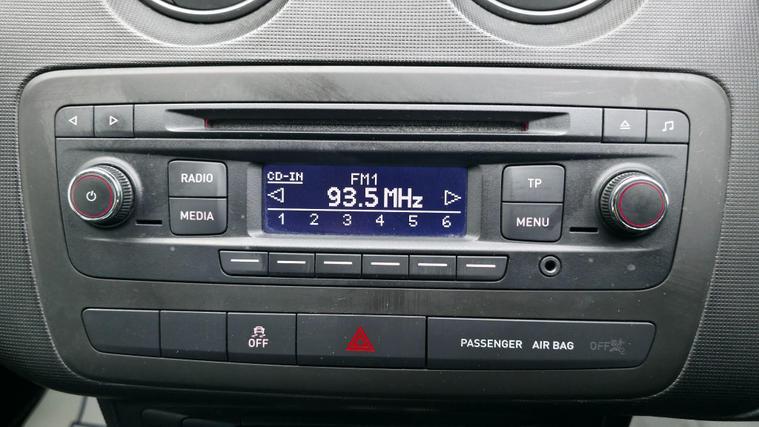 CD-IN FM1
93.5 MHz
1 2 3 4 5 6
RADIO
MEDIA
TP
MENU
OFF
PASSENGER AIR BAG OFF